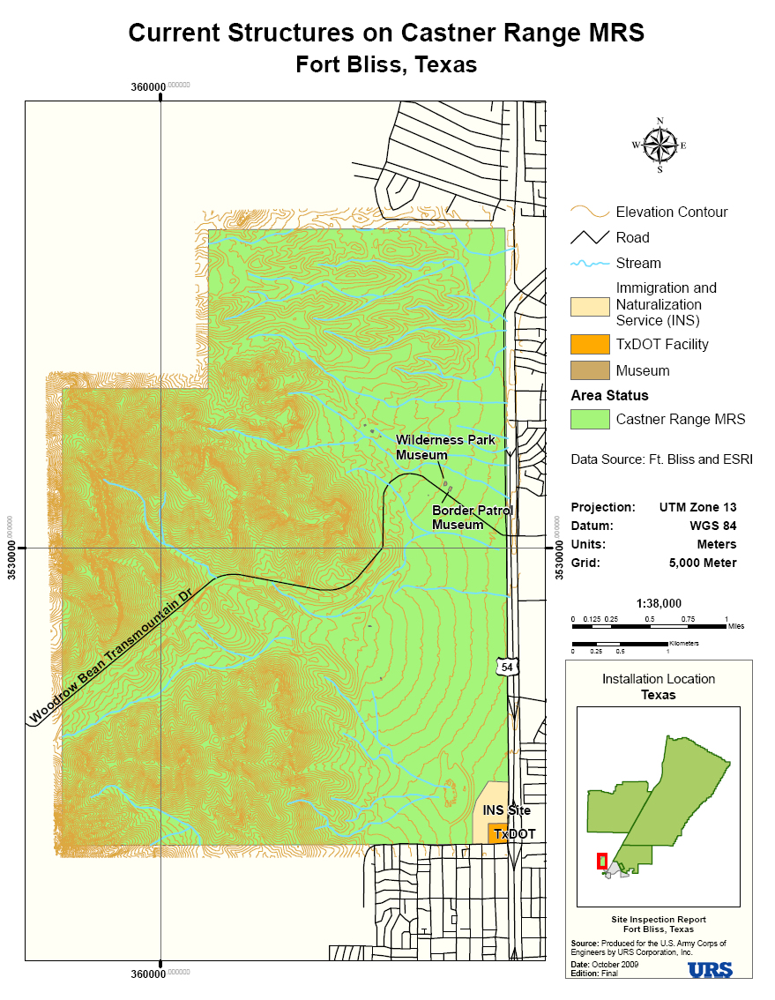 Current Structures on Castner Range MRS
Fort Bliss, Texas
360000.000000
N
W E
S
Elevation Contour
Road
Stream
Immigration and
Naturalization
Service (INS)
TxDOT Facility
Museum
Area Status
Castner Range MRS
Data Source: Ft. Bliss and ESRI
Projection: UTM Zone 13
Datum: WGS 84
Units: Meters
Grid: 5,000 Meter
1:38,000
0 0.125 0.25 0.5 0.75 1
Miles
Kilometers
0 0.25 0.5 1
Wilderness Park
Museum
Border Patrol
Museum
3530000.000000
3530000.000000
Woodrow Bean Transmountain Dr
54
INS Site
TxDOT
360000.000000
Installation Location
Texas
Site Inspection Report
Fort Bliss, Texas
Source: Produced for the U.S. Army Corps of
Engineers by URS Corporation, Inc.
Date: October 2009
Edition: Final
URS